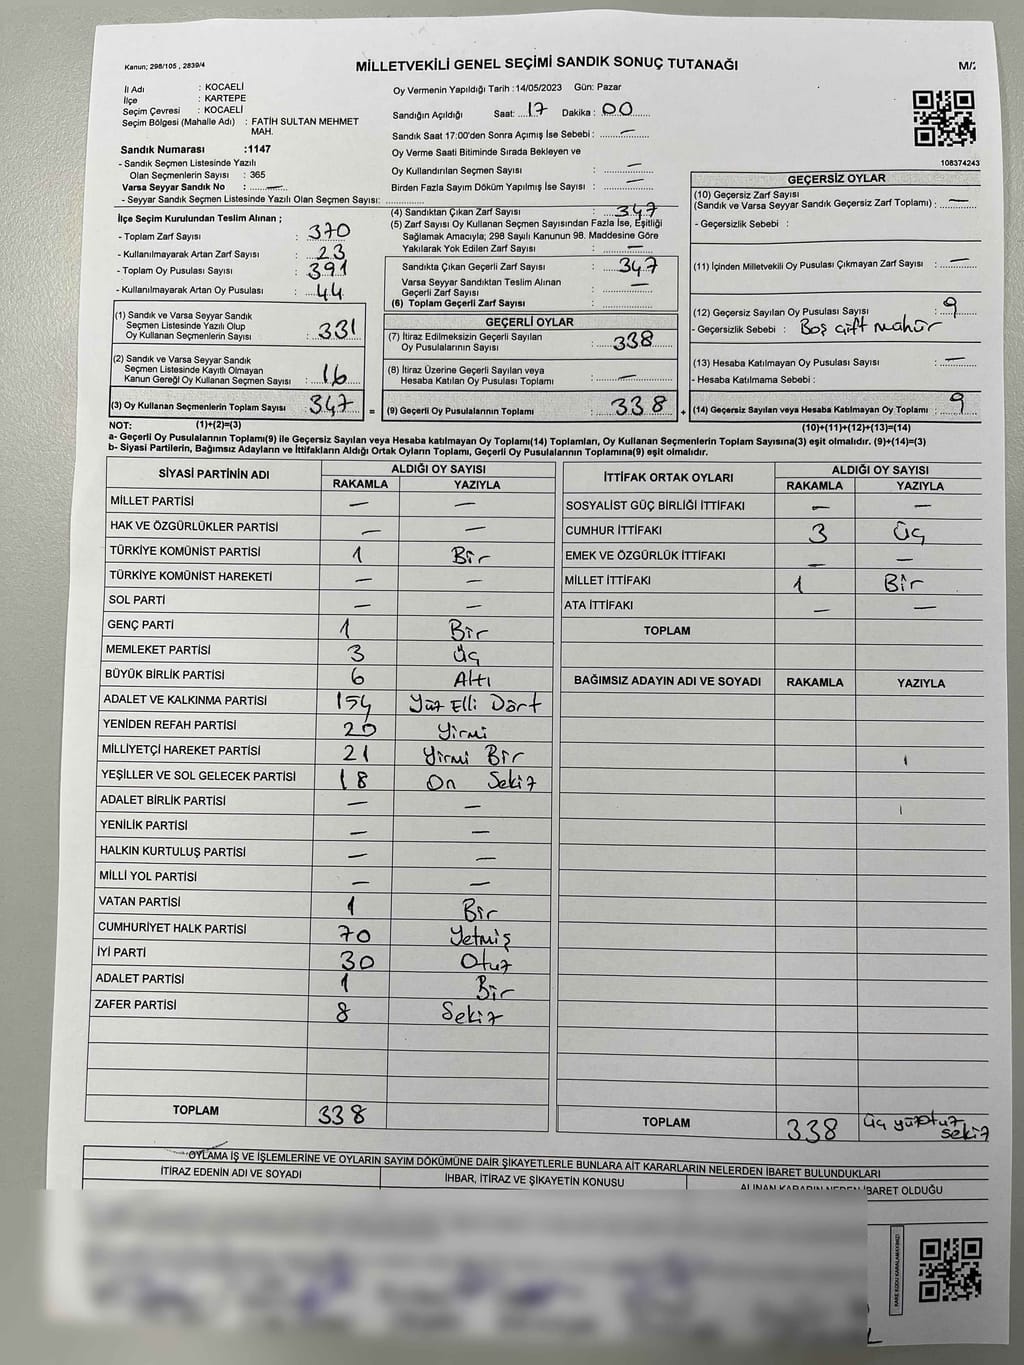 Kanun; 298/105 , 2839/4
MİLLETVEKİLİ GENEL SEÇİMİ SANDIK SONUÇ TUTANAĞI
İl Adı : KOCAELİ
İlçe : KARTEPE
Seçim Çevresi : KOCAELİ
Seçim Bölgesi (Mahalle Adı) : FATİH SULTAN MEHMET
MAH.
Sandık Numarası :1147
- Sandık Seçmen Listesinde Yazılı
Olan Seçmenlerin Sayısı : 365
Varsa Seyyar Sandık No : —
- Seyyar Sandık Seçmen Listesinde Yazılı Olan Seçmen Sayısı:
Oy Vermenin Yapıldığı Tarih :14/05/2023 Gün: Pazar
Sandığın Açıldığı Saat: 17 Dakika : 00
Sandık Saat 17:00'den Sonra Açımış İse Sebebi : —
Oy Verme Saati Bitiminde Sırada Bekleyen ve
Oy Kullandırılan Seçmen Sayısı : —
Birden Fazla Sayım Döküm Yapılmış İse Sayısı : —
108374243
İlçe Seçim Kurulundan Teslim Alınan ;
- Toplam Zarf Sayısı : 370
- Kullanılmayarak Artan Zarf Sayısı : 23
- Toplam Oy Pusulası Sayısı : 391
- Kullanılmayarak Artan Oy Pusulası : 44
(1) Sandık ve Varsa Seyyar Sandık
Seçmen Listesinde Yazılı Olup
Oy Kullanan Seçmenlerin Sayısı : 331
(2) Sandık ve Varsa Seyyar Sandık
Seçmen Listesinde Kayıtlı Olmayan
Kanun Gereği Oy Kullanan Seçmen Sayısı : 16
(3) Oy Kullanan Seçmenlerin Toplam Sayısı : 347
(1)+(2)=(3)
(4) Sandıktan Çıkan Zarf Sayısı : 347
(5) Zarf Sayısı Oy Kullanan Seçmen Sayısından Fazla İse, Eşitliği
Sağlamak Amacıyla; 298 Sayılı Kanunun 98. Maddesine Göre
Yakılarak Yok Edilen Zarf Sayısı : —
Sandıkta Çıkan Geçerli Zarf Sayısı : 347
Varsa Seyyar Sandıktan Teslim Alınan
Geçerli Zarf Sayısı : —
(6) Toplam Geçerli Zarf Sayısı :
GEÇERLİ OYLAR
(7) İtiraz Edilmeksizin Geçerli Sayılan
Oy Pusulalarının Sayısı : 338
(8) İtiraz Üzerine Geçerli Sayılan veya
Hesaba Katılan Oy Pusulası Toplamı : —
= (9) Geçerli Oy Pusulalarının Toplamı : 338 +
GEÇERSİZ OYLAR
(10) Geçersiz Zarf Sayısı
(Sandık ve Varsa Seyyar Sandık Geçersiz Zarf Toplamı) : —
- Geçersizlik Sebebi :
(11) İçinden Milletvekili Oy Pusulası Çıkmayan Zarf Sayısı : —
(12) Geçersiz Sayılan Oy Pusulası Sayısı : 9
- Geçersizlik Sebebi : Boş çift mühür
(13) Hesaba Katılmayan Oy Pusulası Sayısı : —
- Hesaba Katılmama Sebebi :
(14) Geçersiz Sayılan veya Hesaba Katılmayan Oy Toplamı : 9
(10)+(11)+(12)+(13)=(14)
NOT:
a- Geçerli Oy Pusulalarının Toplamı(9) ile Geçersiz Sayılan veya Hesaba katılmayan Oy Toplamı(14) Toplamları, Oy Kullanan Seçmenlerin Toplam Sayısına(3) eşit olmalıdır. (9)+(14)=(3)
b- Siyasi Partilerin, Bağımsız Adayların ve İttifakların Aldığı Ortak Oyların Toplamı, Geçerli Oy Pusulalarının Toplamına(9) eşit olmalıdır.
SİYASİ PARTİNİN ADI ALDIĞI OY SAYISI
RAKAMLA YAZIYLA
MİLLET PARTİSİ — —
HAK VE ÖZGÜRLÜKLER PARTİSİ — —
TÜRKİYE KOMÜNİST PARTİSİ 1 Bir
TÜRKİYE KOMÜNİST HAREKETİ — —
SOL PARTİ — —
GENÇ PARTİ 1 Bir
MEMLEKET PARTİSİ 3 Üç
BÜYÜK BİRLİK PARTİSİ 6 Altı
ADALET VE KALKINMA PARTİSİ 154 Yüz Elli Dört
YENİDEN REFAH PARTİSİ 20 Yirmi
MİLLİYETÇİ HAREKET PARTİSİ 21 Yirmi Bir
YEŞİLLER VE SOL GELECEK PARTİSİ 18 On Sekiz
ADALET BİRLİK PARTİSİ — —
YENİLİK PARTİSİ — —
HALKIN KURTULUŞ PARTİSİ — —
MİLLİ YOL PARTİSİ — —
VATAN PARTİSİ 1 Bir
CUMHURİYET HALK PARTİSİ 70 Yetmiş
İYİ PARTİ 30 Otuz
ADALET PARTİSİ 1 Bir
ZAFER PARTİSİ 8 Sekiz
TOPLAM 338
İTTİFAK ORTAK OYLARI ALDIĞI OY SAYISI
RAKAMLA YAZIYLA
SOSYALİST GÜÇ BİRLİĞİ İTTİFAKI — —
CUMHUR İTTİFAKI 3 Üç
EMEK VE ÖZGÜRLÜK İTTİFAKI — —
MİLLET İTTİFAKI 1 Bir
ATA İTTİFAKI — —
TOPLAM
BAĞIMSIZ ADAYIN ADI VE SOYADI RAKAMLA YAZIYLA
TOPLAM 338 Üç yüz otuz
sekiz
OYLAMA İŞ VE İŞLEMLERİNE VE OYLARIN SAYIM DÖKÜMÜNE DAİR ŞİKAYETLERLE BUNLARA AİT KARARLARIN NELERDEN İBARET BULUNDUKLARI
İTİRAZ EDENİN ADI VE SOYADI İHBAR, İTİRAZ VE ŞİKAYETİN KONUSU ALINAN KARARIN NEDEN İBARET OLDUĞU